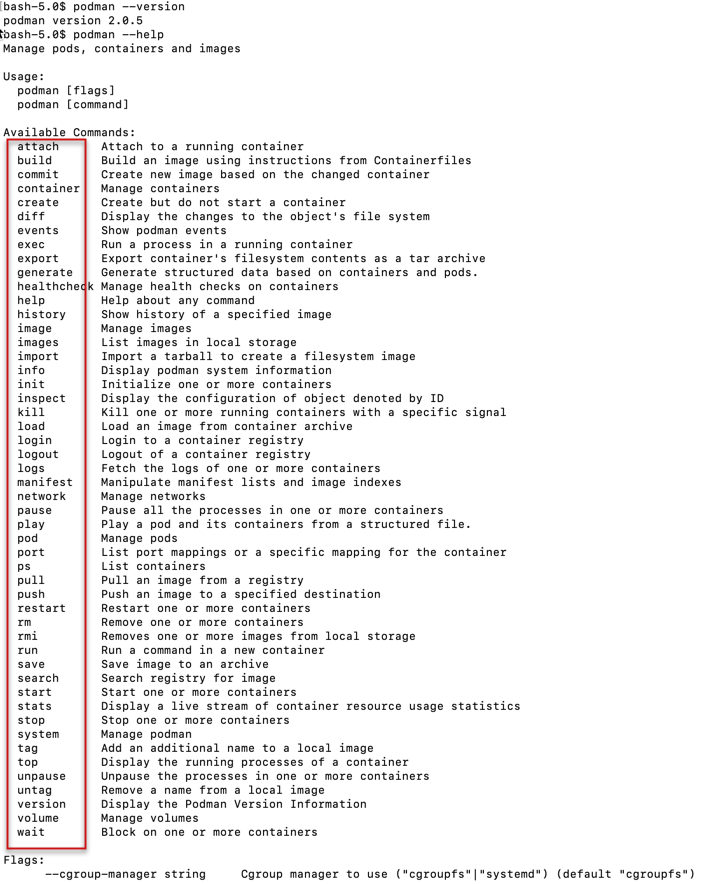 bash-5.0$ podman --version
podman version 2.0.5
bash-5.0$ podman --help
Manage pods, containers and images

Usage:
  podman [flags]
  podman [command]

Available Commands:
  attach      Attach to a running container
  build       Build an image using instructions from Containerfiles
  commit      Create new image based on the changed container
  container   Manage containers
  create      Create but do not start a container
  diff        Display the changes to the object's file system
  events      Show podman events
  exec        Run a process in a running container
  export      Export container's filesystem contents as a tar archive
  generate    Generate structured data based on containers and pods.
  healthcheck Manage health checks on containers
  help        Help about any command
  history     Show history of a specified image
  image       Manage images
  images      List images in local storage
  import      Import a tarball to create a filesystem image
  info        Display podman system information
  init        Initialize one or more containers
  inspect     Display the configuration of object denoted by ID
  kill        Kill one or more running containers with a specific signal
  load        Load an image from container archive
  login       Login to a container registry
  logout      Logout of a container registry
  logs        Fetch the logs of one or more containers
  manifest    Manipulate manifest lists and image indexes
  network     Manage networks
  pause       Pause all the processes in one or more containers
  play        Play a pod and its containers from a structured file.
  pod         Manage pods
  port        List port mappings or a specific mapping for the container
  ps          List containers
  pull        Pull an image from a registry
  push        Push an image to a specified destination
  restart     Restart one or more containers
  rm          Remove one or more containers
  rmi         Removes one or more images from local storage
  run         Run a command in a new container
  save        Save image to an archive
  search      Search registry for image
  start       Start one or more containers
  stats       Display a live stream of container resource usage statistics
  stop        Stop one or more containers
  system      Manage podman
  tag         Add an additional name to a local image
  top         Display the running processes of a container
  unpause     Unpause the processes in one or more containers
  untag       Remove a name from a local image
  version     Display the Podman Version Information
  volume      Manage volumes
  wait        Block on one or more containers

Flags:
      --cgroup-manager string     Cgroup manager to use ("cgroupfs"|"systemd") (default "cgroupfs")